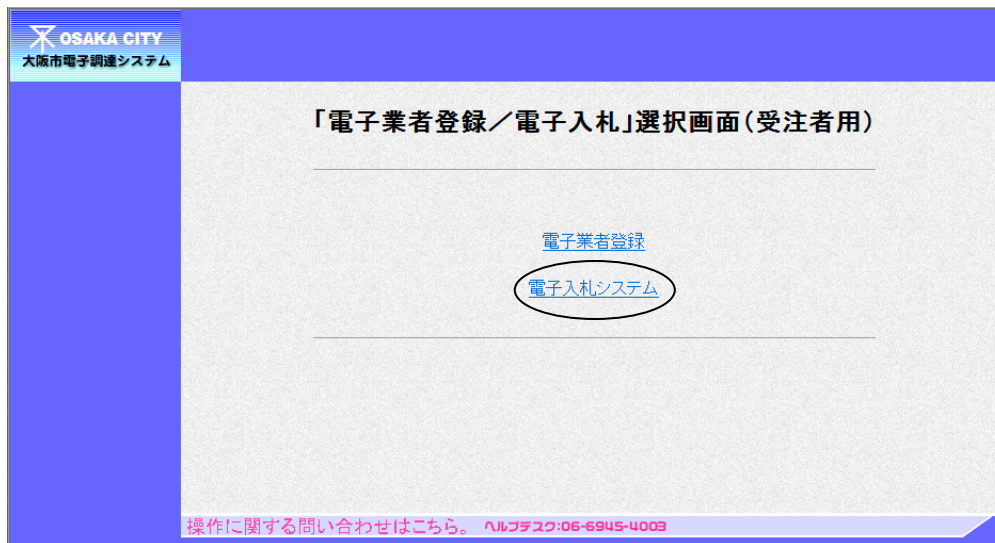 OSAKA CITY
大阪市電子調達システム
「電子業者登録／電子入札」選択画面（受注者用）
電子業者登録
電子入札システム
操作に関する問い合わせはこちら。 ヘルプデスク:06-6945-4003